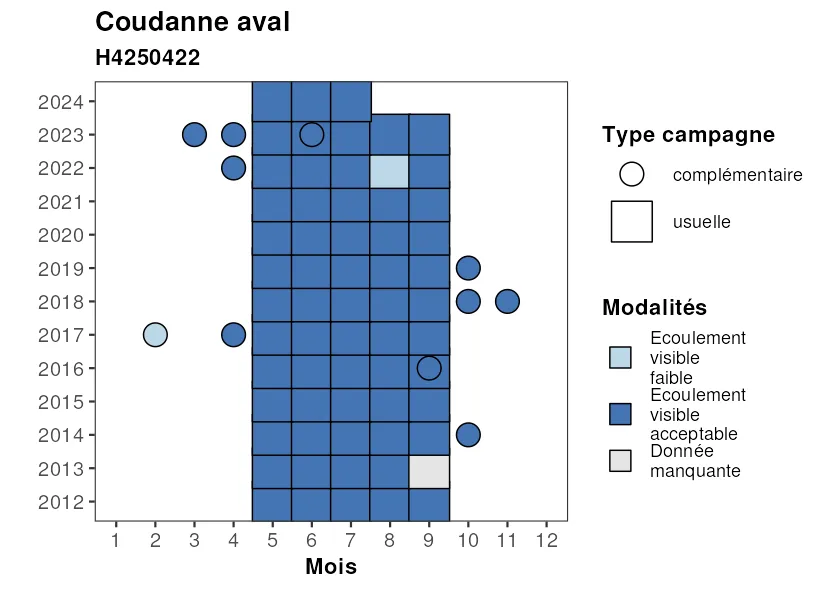 Coudanne aval
H4250422
2024
2023
2022
2021
2020
2019
2018
2017
2016
2015
2014
2013
2012
1 2 3 4 5 6 7 8 9 10 11 12
Mois
Type campagne
complémentaire
usuelle
Modalités
Ecoulement
visible
faible
Ecoulement
visible
acceptable
Donnée
manquante